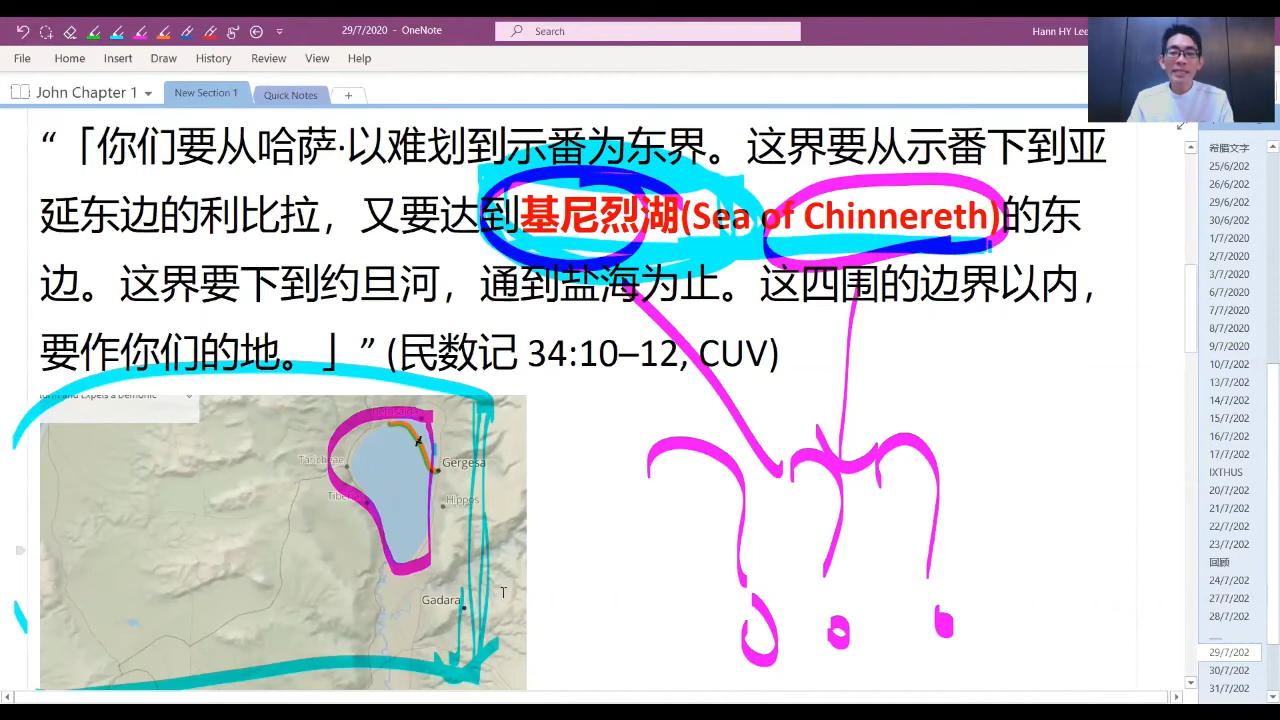 29/7/2020 - OneNote
Search
Hann HY Lee
File Home Insert Draw History Review View Help
John Chapter 1
New Section 1
Quick Notes
“「你们要从哈萨·以难划到示番为东界。这界要从示番下到亚
延东边的利比拉，又要达到基尼烈湖(Sea of Chinnereth)的东
边。这界要下到约旦河，通到盐海为止。这四围的边界以内，
要作你们的地。」” (民数记 34:10–12, CUV)
Gergesa
Tiberias
Hippos
Gadara
???
希腊文字
25/6/202
26/6/202
29/6/202
30/6/202
1/7/2020
2/7/2020
3/7/2020
6/7/2020
7/7/2020
8/7/2020
9/7/2020
10/7/202
13/7/202
14/7/202
15/7/202
16/7/202
17/7/202
IXTHUS
20/7/202
21/7/202
22/7/202
23/7/202
回顾
24/7/202
27/7/202
28/7/202
29/7/202
30/7/202
31/7/202